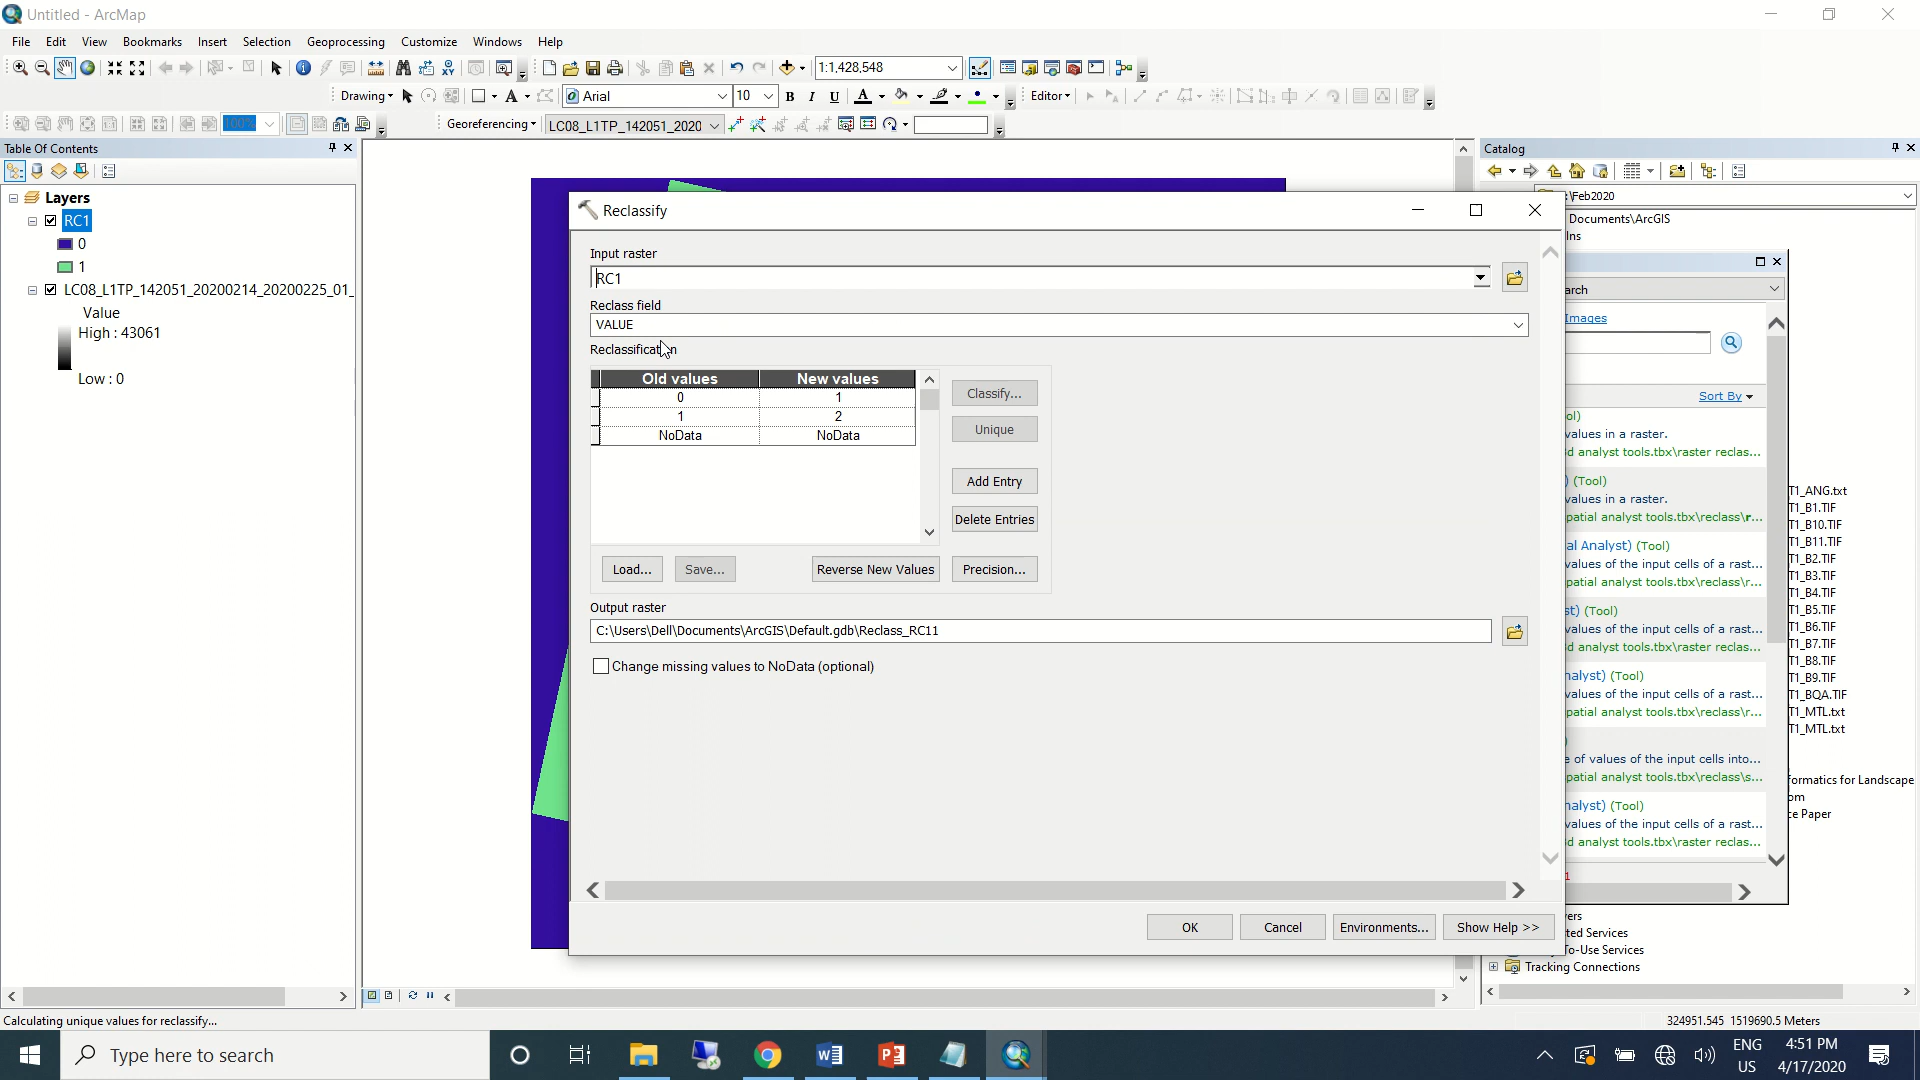 Untitled - ArcMap
File Edit View Bookmarks Insert Selection Geoprocessing Customize Windows Help
1:1,428,548
Drawing Arial 10 B I U A Editor
100% Georeferencing LC08_L1TP_142051_2020
Table Of Contents
Layers
RC1
0
1
LC08_L1TP_142051_20200214_20200225_01_
Value
High : 43061
Low : 0
Reclassify
Input raster
RC1
Reclass field
VALUE
Reclassification
Old values New values
0 1
1 2
NoData NoData
Classify...
Unique
Add Entry
Delete Entries
Load... Save... Reverse New Values Precision...
Output raster
C:\Users\Dell\Documents\ArcGIS\Default.gdb\Reclass_RC11
Change missing values to NoData (optional)
OK Cancel Environments... Show Help >>
Catalog
:\Feb2020
Documents\ArcGIS
Ins
arch
Images
Sort By
ol)
values in a raster.
d analyst tools.tbx\raster reclas...
) (Tool)
values in a raster.
patial analyst tools.tbx\reclass\r...
al Analyst) (Tool)
values of the input cells of a rast...
patial analyst tools.tbx\reclass\r...
st) (Tool)
values of the input cells of a rast...
d analyst tools.tbx\raster reclas...
nalyst) (Tool)
values of the input cells of a rast...
patial analyst tools.tbx\reclass\r...
)
e of values of the input cells into...
patial analyst tools.tbx\reclass\s...
nalyst) (Tool)
values of the input cells of a rast...
d analyst tools.tbx\raster reclas...
1
T1_ANG.txt
T1_B1.TIF
T1_B10.TIF
T1_B11.TIF
T1_B2.TIF
T1_B3.TIF
T1_B4.TIF
T1_B5.TIF
T1_B6.TIF
T1_B7.TIF
T1_B8.TIF
T1_B9.TIF
T1_BQA.TIF
T1_MTL.txt
T1_MTL.txt
formatics for Landscape
om
ce Paper
vers
ted Services
To-Use Services
Tracking Connections
Calculating unique values for reclassify...
324951.545 1519690.5 Meters
Type here to search
ENG
US
4:51 PM
4/17/2020